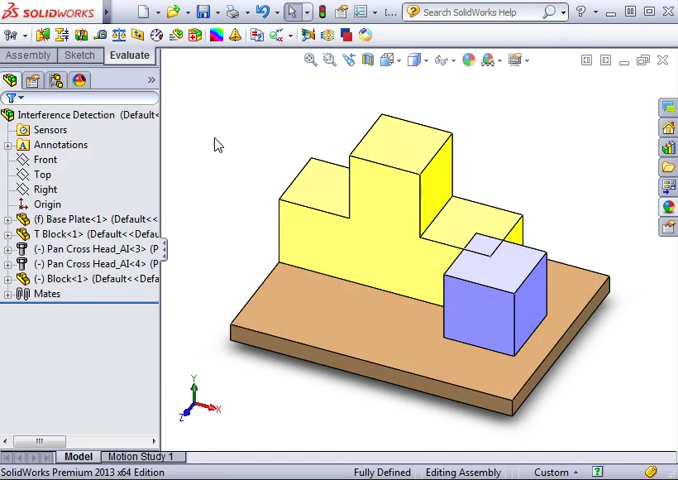 SOLIDWORKS
Search SolidWorks Help
Assembly Sketch Evaluate
Interference Detection (Default<
Sensors
Annotations
Front
Top
Right
Origin
(f) Base Plate<1> (Default<<
T Block<1> (Default<<Defau
(-) Pan Cross Head_AI<3> (P
(-) Pan Cross Head_AI<4> (P
(-) Block<1> (Default<<Defa
Mates
Y
X
Z
Model Motion Study 1
SolidWorks Premium 2013 x64 Edition Fully Defined Editing Assembly Custom